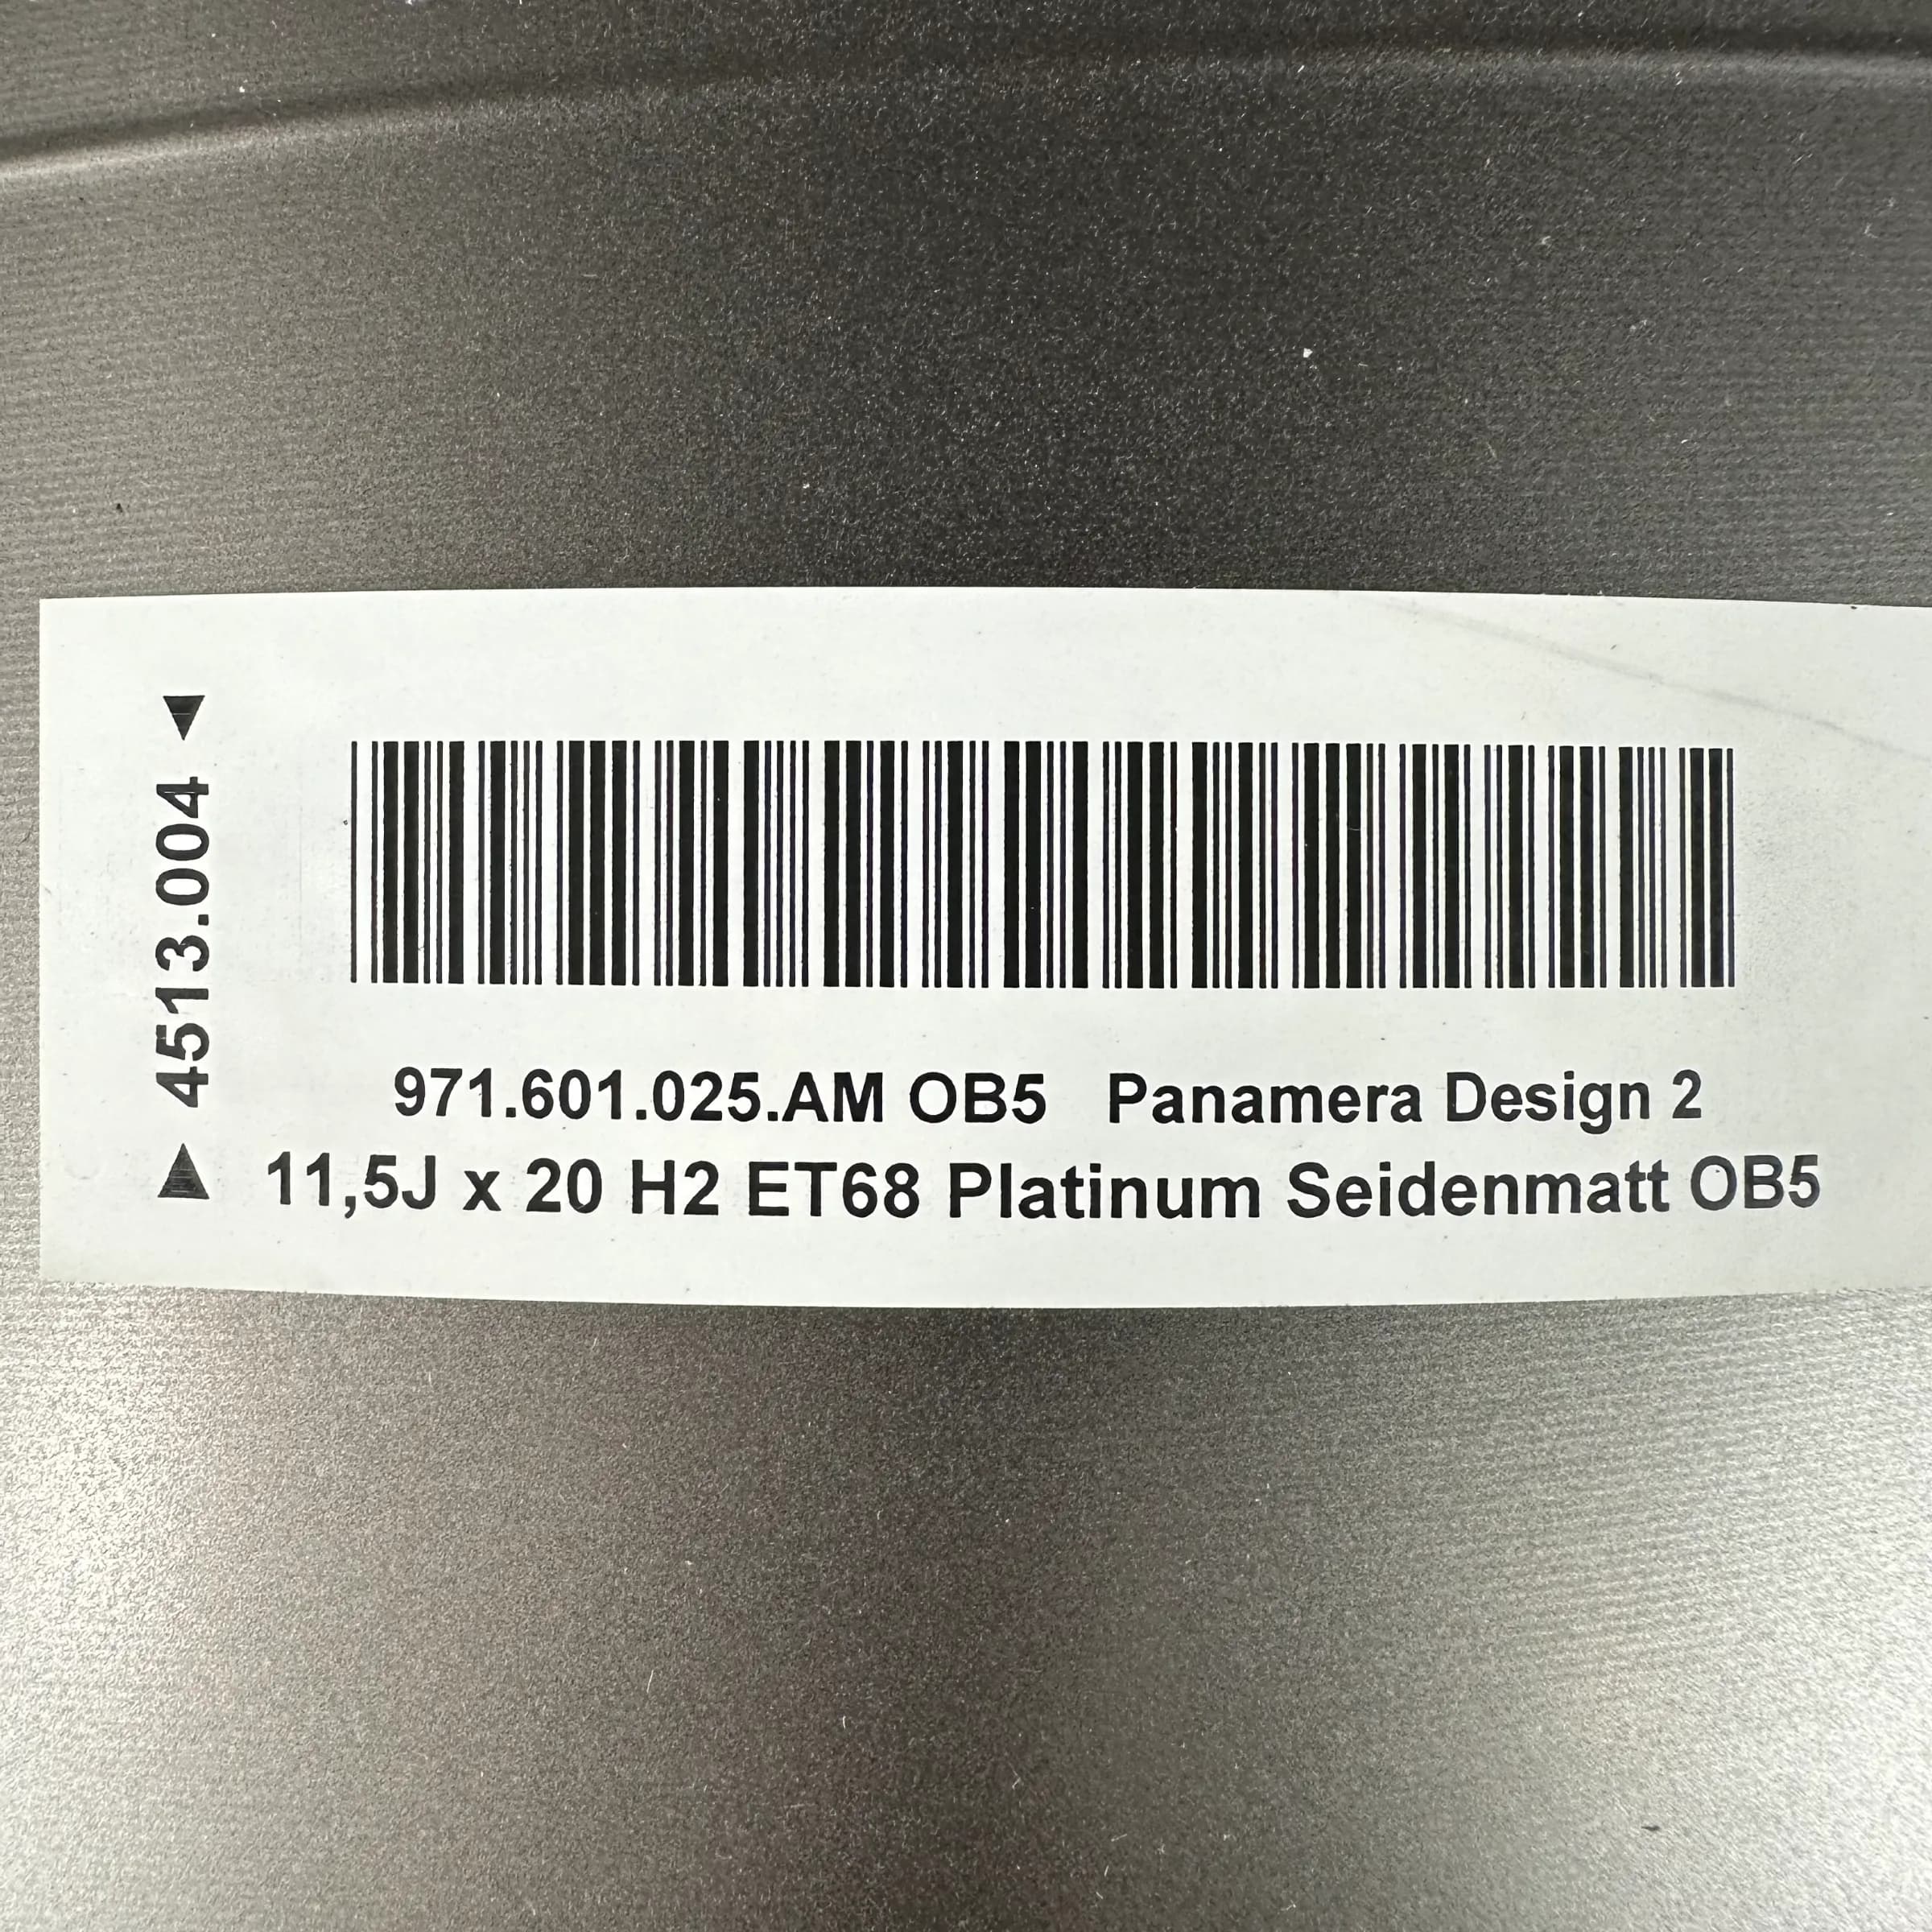 ▲ 4513.004 ▲
971.601.025.AM OB5 Panamera Design 2
11,5J x 20 H2 ET68 Platinum Seidenmatt OB5